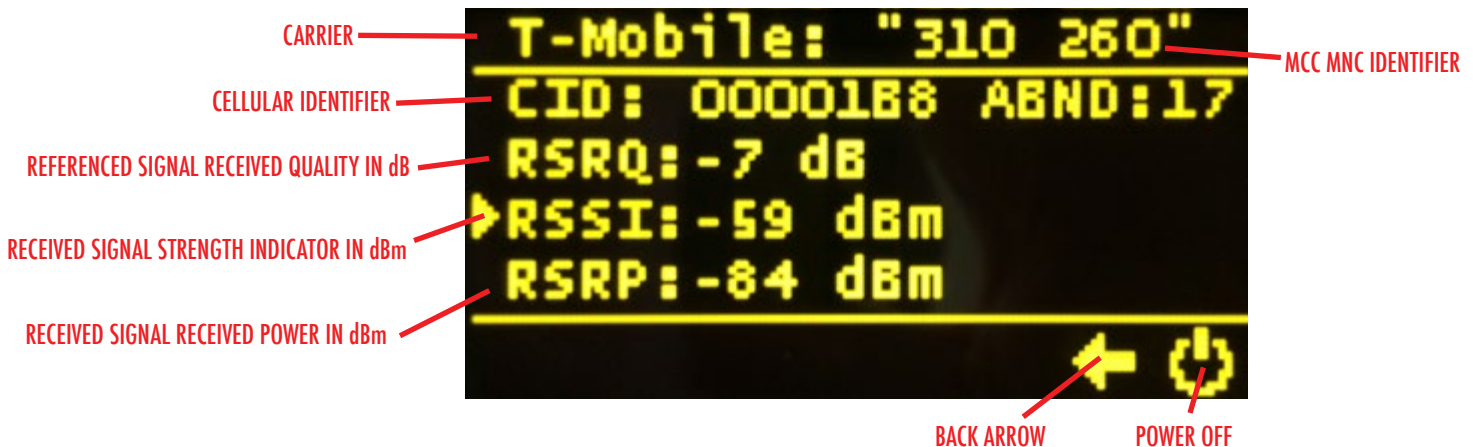 CARRIER
T-Mobile: "310 260"
MCC MNC IDENTIFIER
CELLULAR IDENTIFIER
CID: 00001B8 ABND:17
REFERENCED SIGNAL RECEIVED QUALITY IN dB
RSRQ:-7 dB
RECEIVED SIGNAL STRENGTH INDICATOR IN dBm
RSSI:-59 dBm
RECEIVED SIGNAL RECEIVED POWER IN dBm
RSRP:-84 dBm
BACK ARROW
POWER OFF